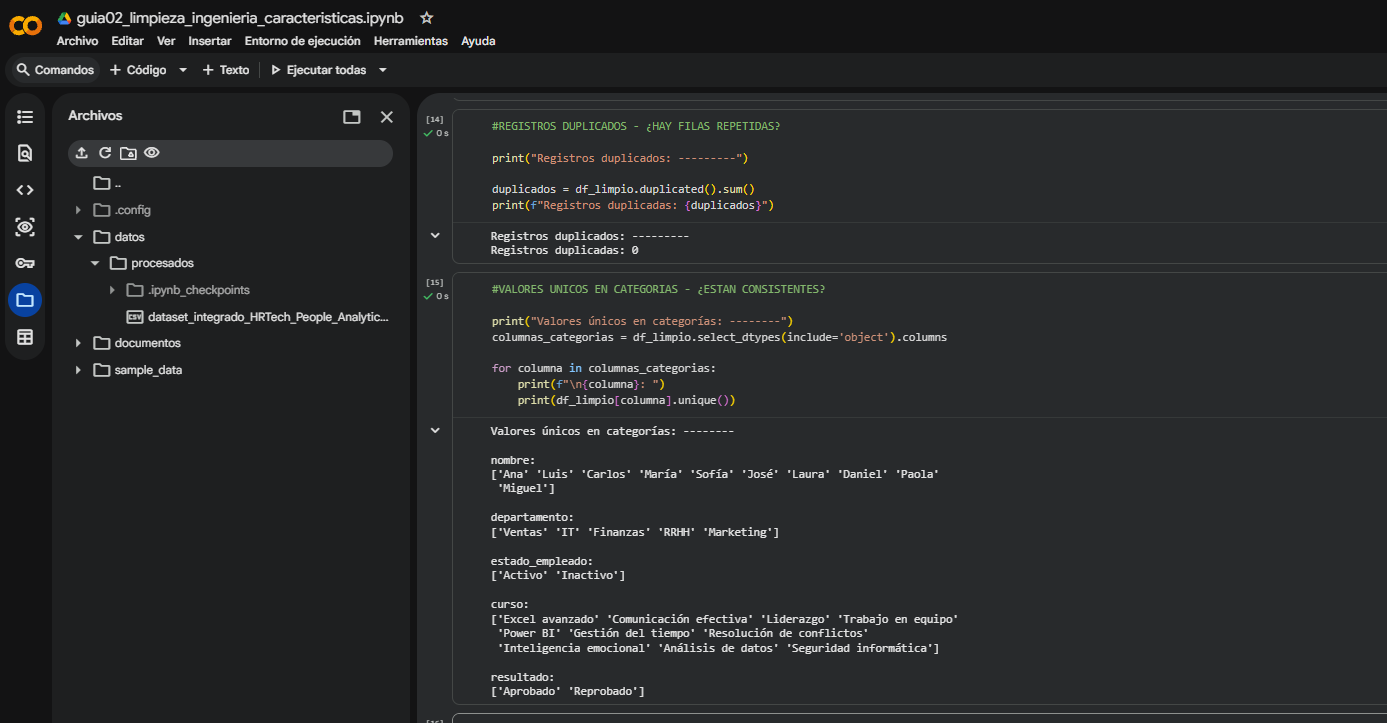 guia02_limpieza_ingenieria_caracteristicas.ipynb
Archivo Editar Ver Insertar Entorno de ejecución Herramientas Ayuda
Comandos + Código + Texto Ejecutar todas
Archivos
..
.config
datos
procesados
.ipynb_checkpoints
CSV dataset_integrado_HRTech_People_Analytic...
documentos
sample_data
[14]
0 s
#REGISTROS DUPLICADOS - ¿HAY FILAS REPETIDAS?
print("Registros duplicados: ---------")
duplicados = df_limpio.duplicated().sum()
print(f"Registros duplicadas: {duplicados}")
Registros duplicados: ---------
Registros duplicadas: 0
[15]
0 s
#VALORES UNICOS EN CATEGORIAS - ¿ESTAN CONSISTENTES?
print("Valores únicos en categorías: --------")
columnas_categorias = df_limpio.select_dtypes(include='object').columns
for columna in columnas_categorias:
    print(f"\n{columna}: ")
    print(df_limpio[columna].unique())
Valores únicos en categorías: --------
nombre:
['Ana' 'Luis' 'Carlos' 'María' 'Sofía' 'José' 'Laura' 'Daniel' 'Paola'
 'Miguel']
departamento:
['Ventas' 'IT' 'Finanzas' 'RRHH' 'Marketing']
estado_empleado:
['Activo' 'Inactivo']
curso:
['Excel avanzado' 'Comunicación efectiva' 'Liderazgo' 'Trabajo en equipo'
 'Power BI' 'Gestión del tiempo' 'Resolución de conflictos'
 'Inteligencia emocional' 'Análisis de datos' 'Seguridad informática']
resultado:
['Aprobado' 'Reprobado']